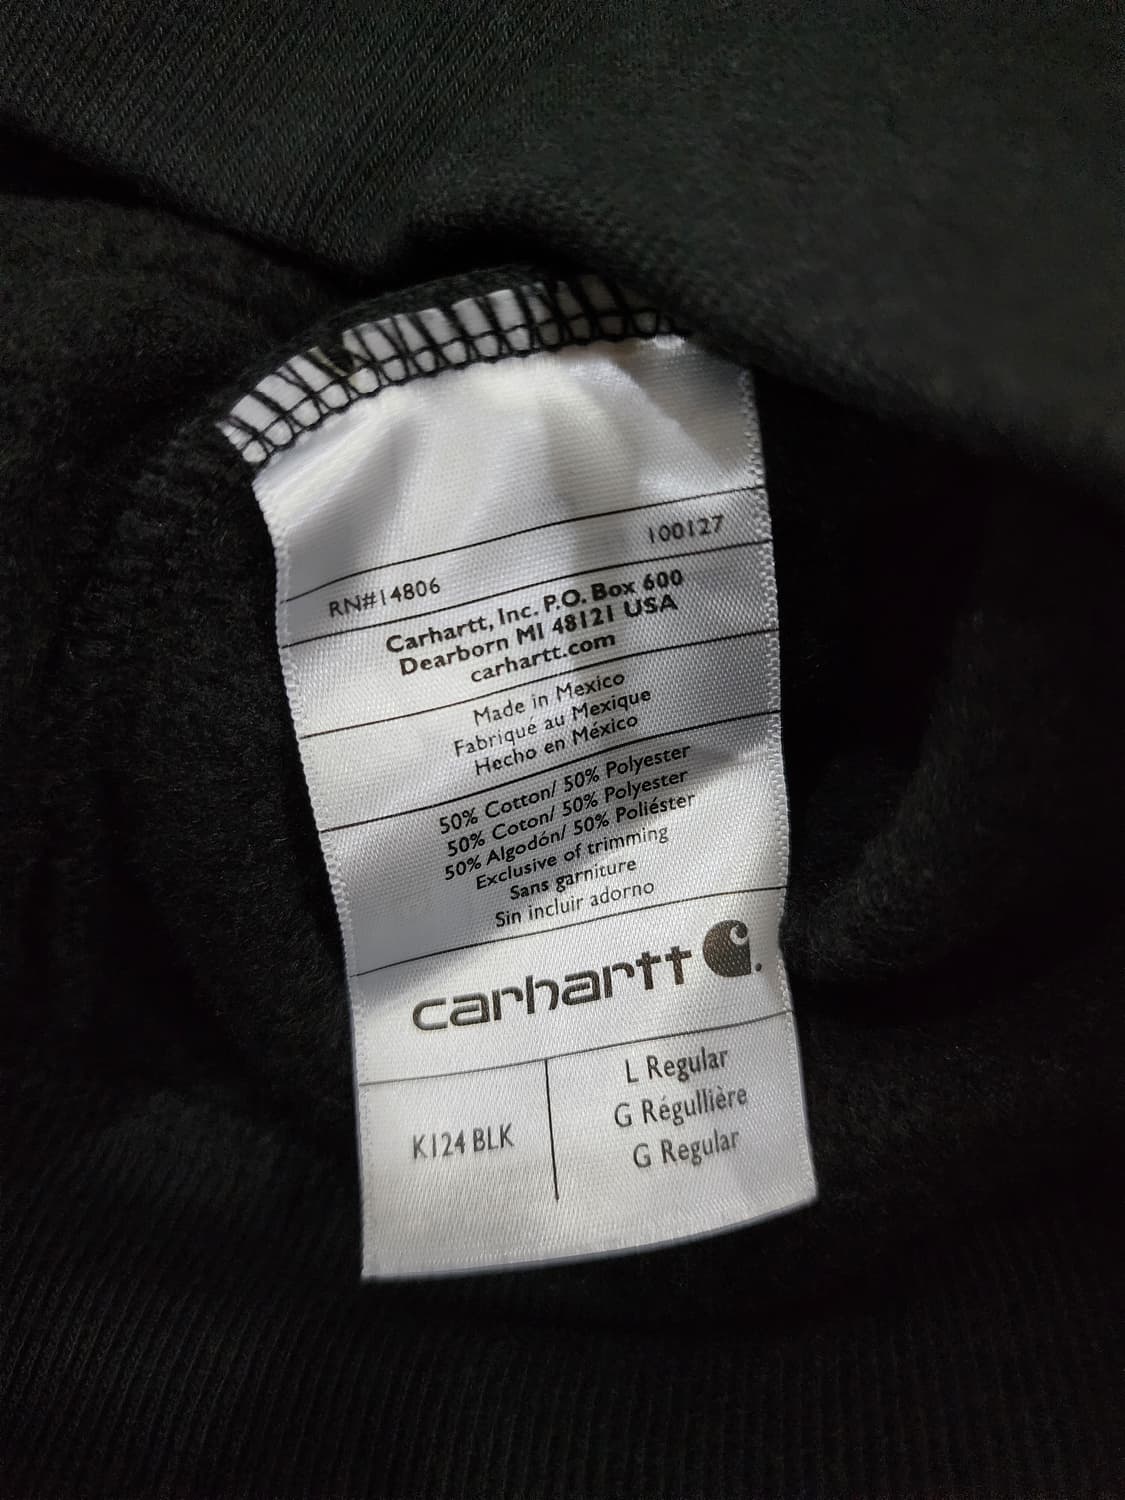 RN#14806 100127
Carhartt, Inc. P.O. Box 600
Dearborn MI 48121 USA
carhartt.com
Made in Mexico
Fabriqué au Mexique
Hecho en México
50% Cotton/ 50% Polyester
50% Coton/ 50% Polyester
50% Algodón/ 50% Poliéster
Exclusive of trimming
Sans garniture
Sin incluir adorno
carhartt
K124 BLK
L Regular
G Régullière
G Regular